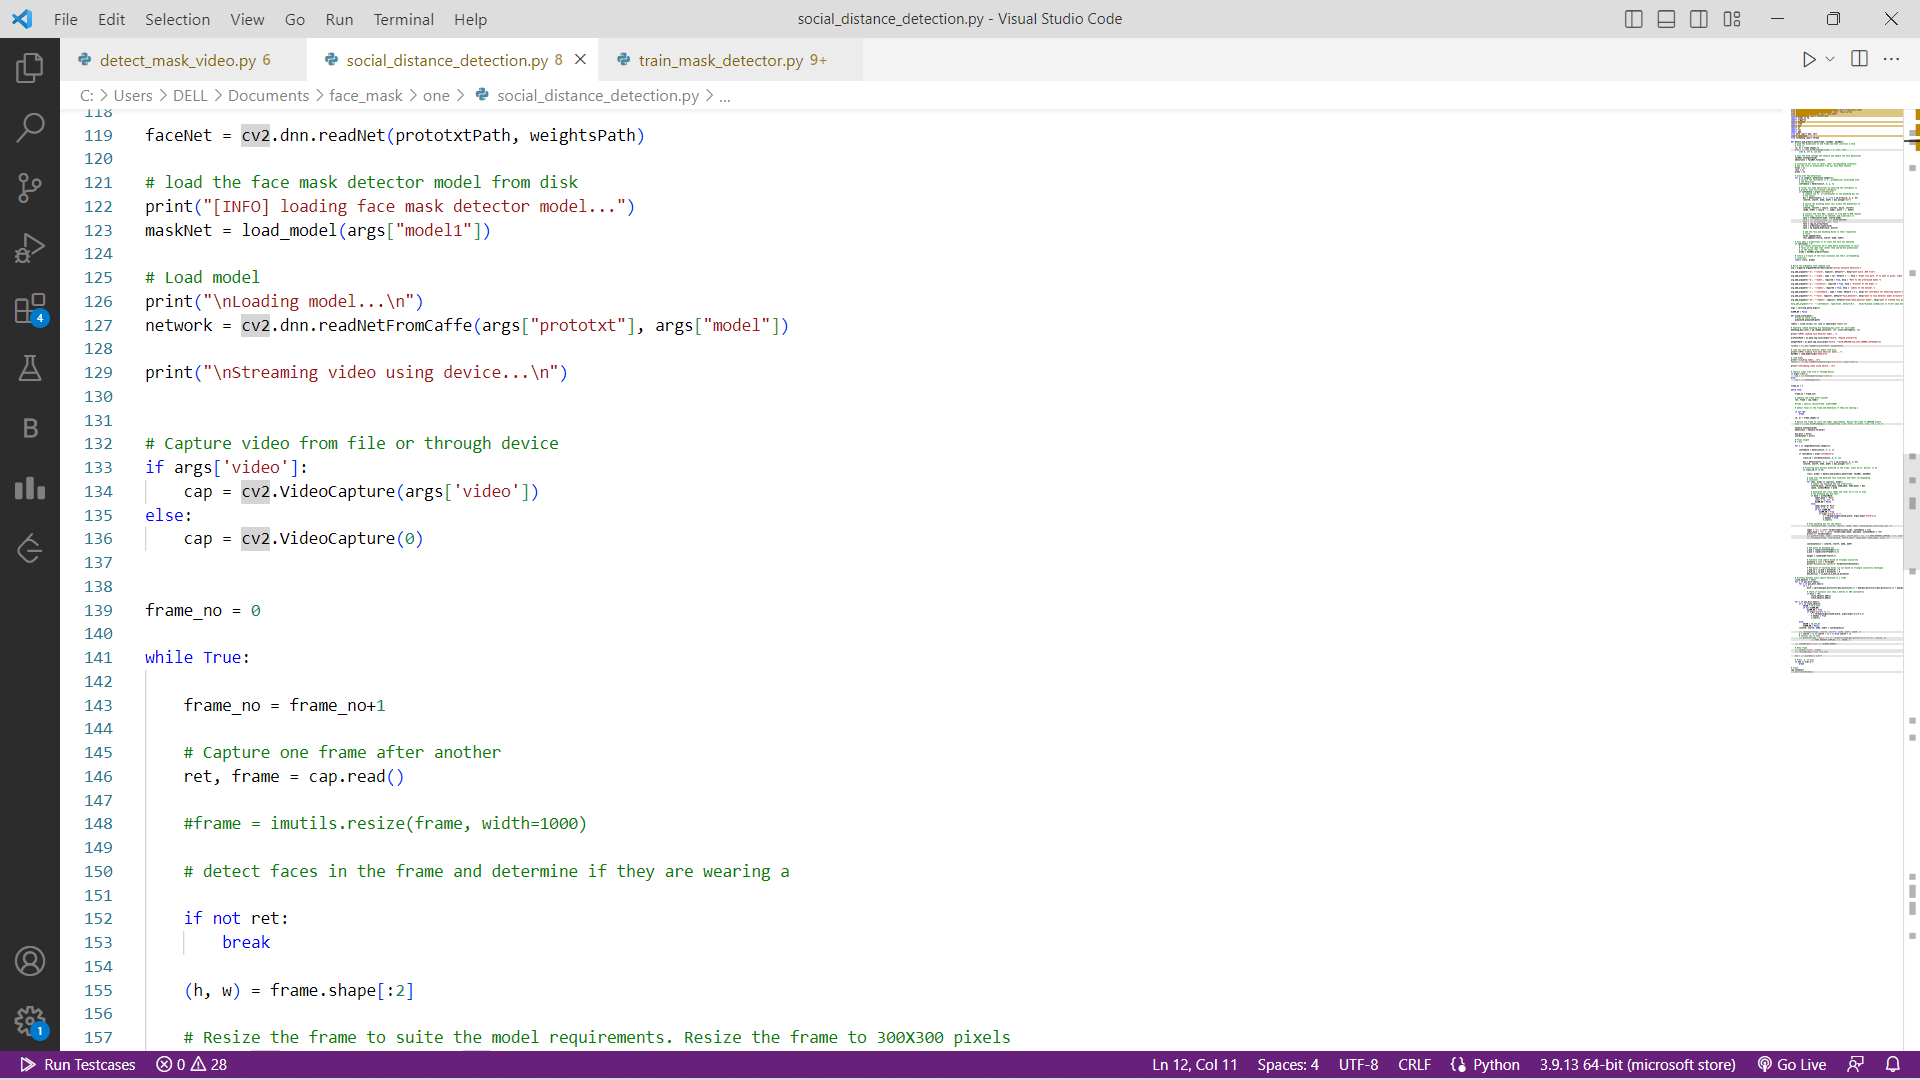 File Edit Selection View Go Run Terminal Help
social_distance_detection.py - Visual Studio Code
detect_mask_video.py 6
social_distance_detection.py 8
train_mask_detector.py 9+
C: > Users > DELL > Documents > face_mask > one > social_distance_detection.py > ...
118
119 faceNet = cv2.dnn.readNet(prototxtPath, weightsPath)
120
121 # load the face mask detector model from disk
122 print("[INFO] loading face mask detector model...")
123 maskNet = load_model(args["model1"])
124
125 # Load model
126 print("\nLoading model...\n")
127 network = cv2.dnn.readNetFromCaffe(args["prototxt"], args["model"])
128
129 print("\nStreaming video using device...\n")
130
131
132 # Capture video from file or through device
133 if args['video']:
134     cap = cv2.VideoCapture(args['video'])
135 else:
136     cap = cv2.VideoCapture(0)
137
138
139 frame_no = 0
140
141 while True:
142
143     frame_no = frame_no+1
144
145     # Capture one frame after another
146     ret, frame = cap.read()
147
148     #frame = imutils.resize(frame, width=1000)
149
150     # detect faces in the frame and determine if they are wearing a
151
152     if not ret:
153         break
154
155     (h, w) = frame.shape[:2]
156
157     # Resize the frame to suite the model requirements. Resize the frame to 300X300 pixels
4
B
1
Run Testcases 0 28
Ln 12, Col 11 Spaces: 4 UTF-8 CRLF Python 3.9.13 64-bit (microsoft store) Go Live